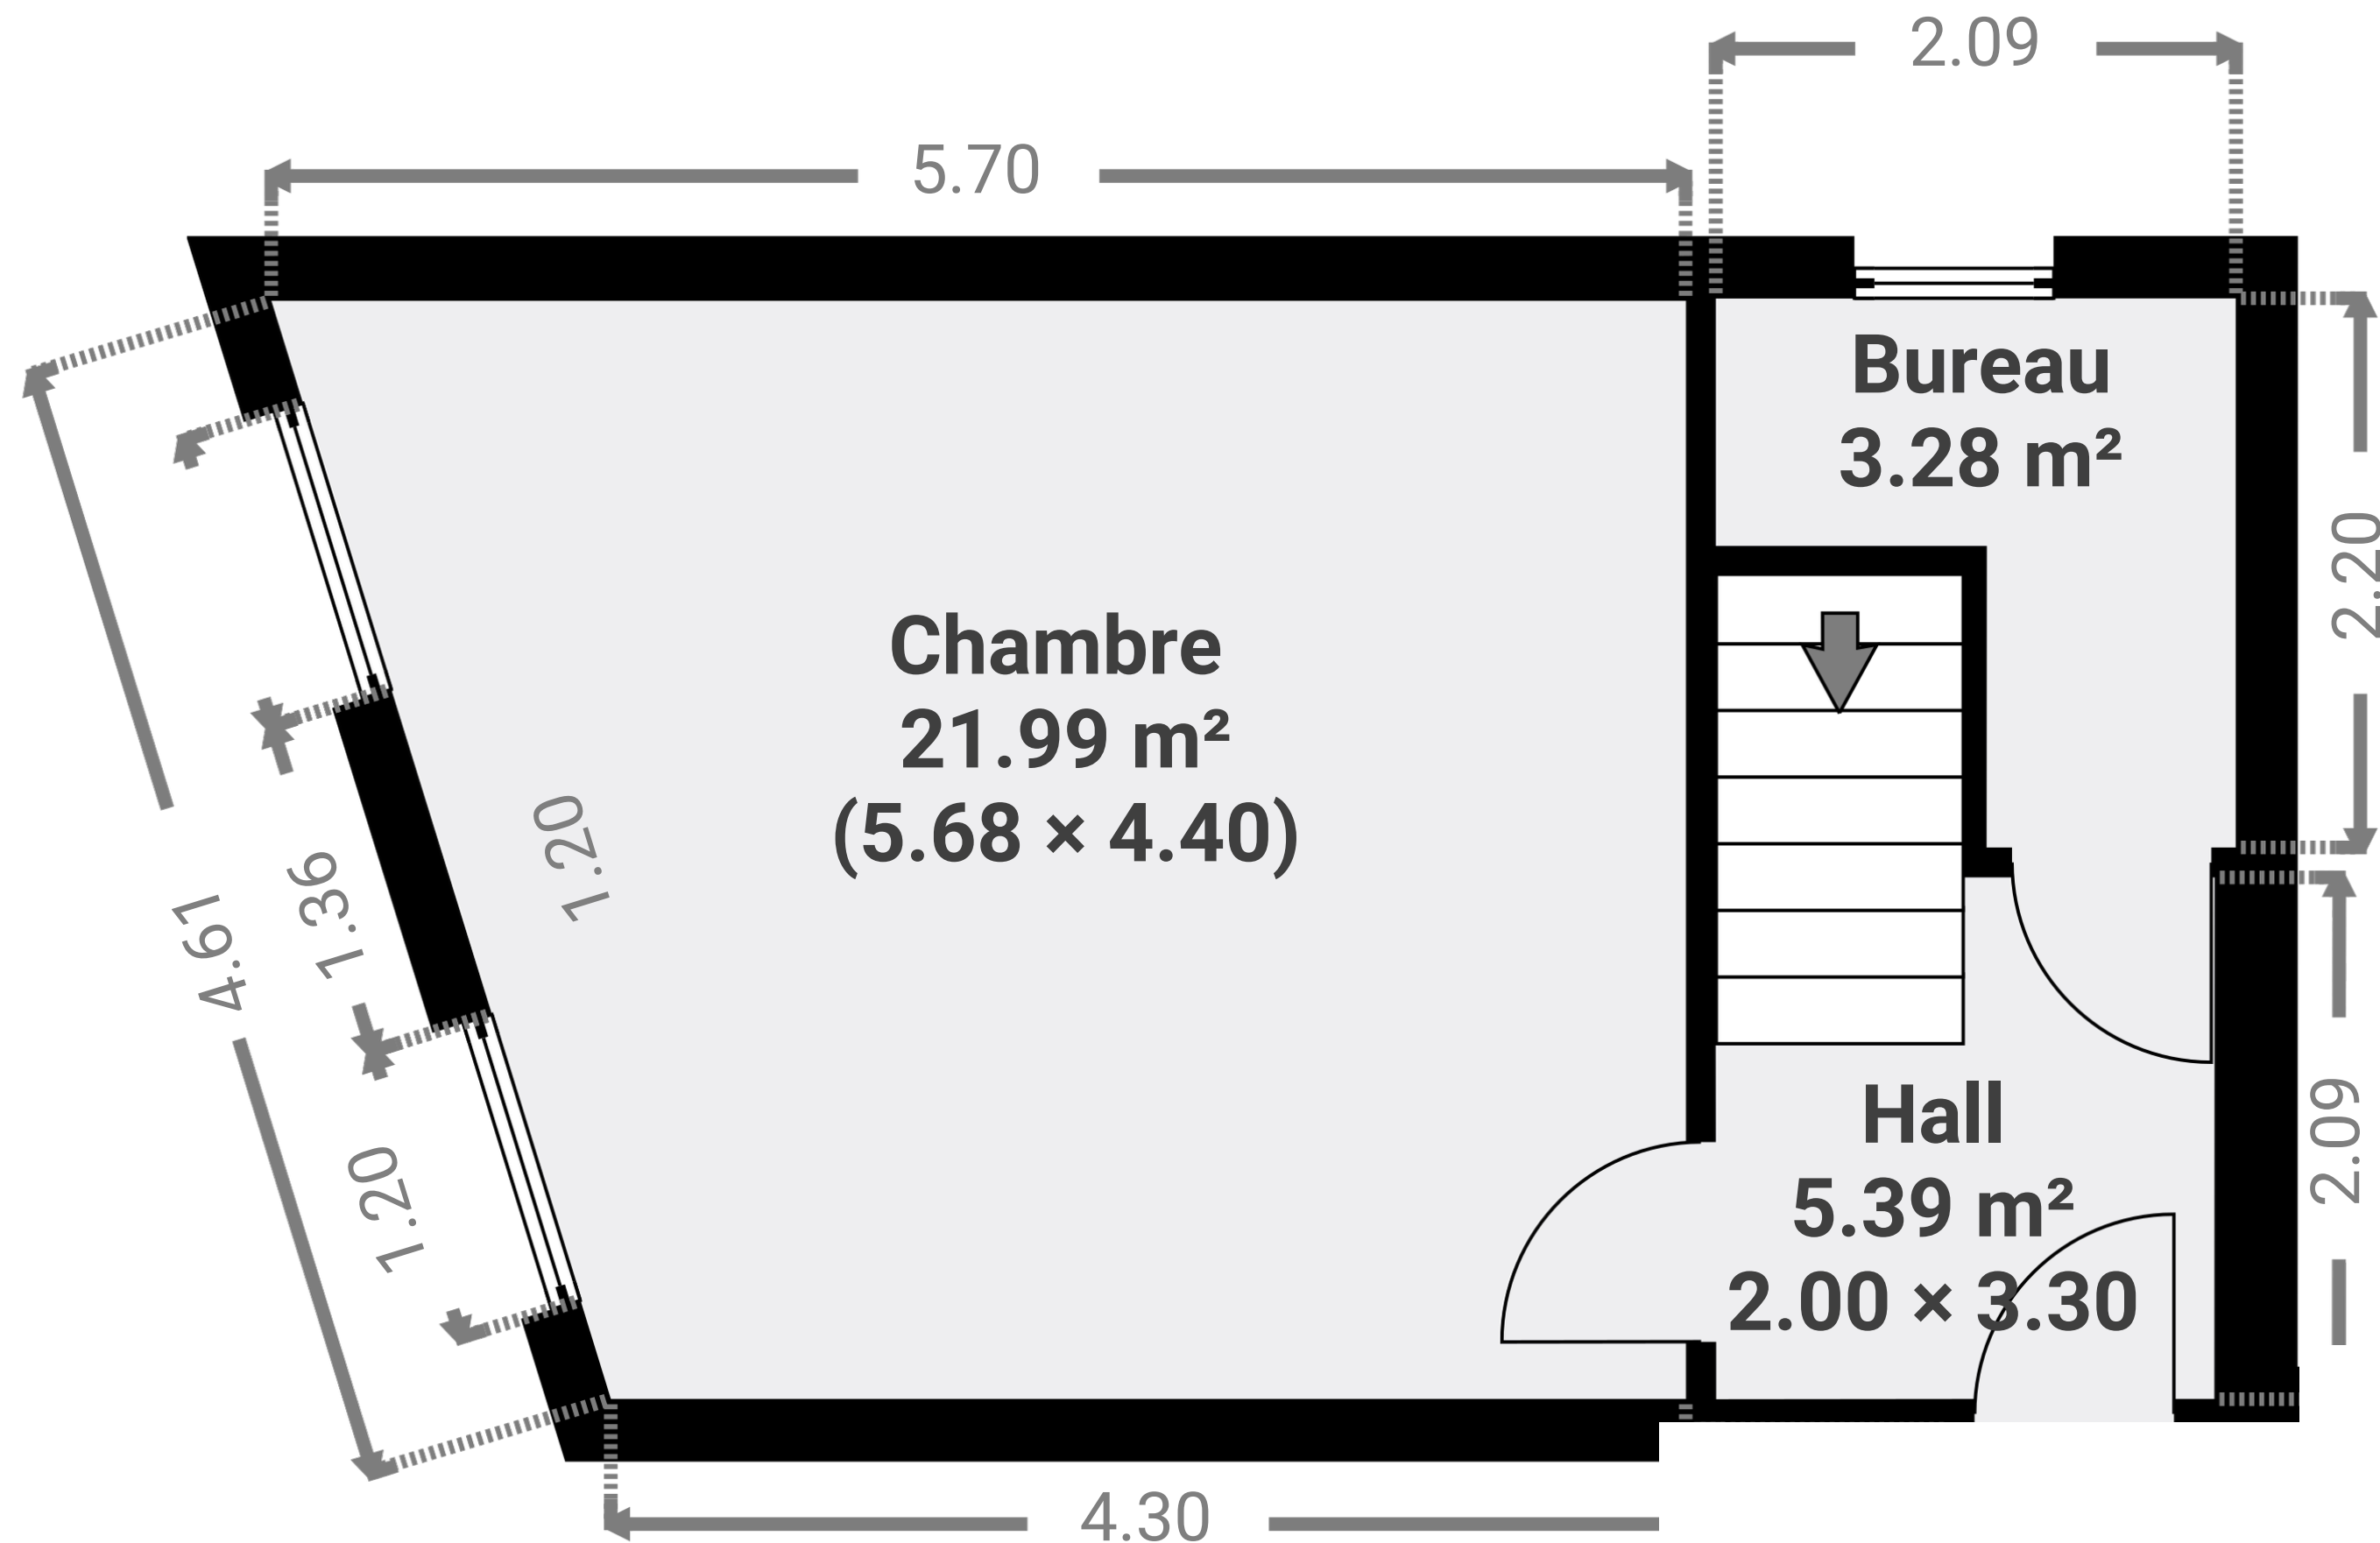 2.09
5.70
Bureau
3.28 m²
2.20
Chambre
21.99 m²
(5.68 × 4.40)
1.20
1.36
4.61
1.20
Hall
5.39 m²
2.00 × 3.30
2.09
4.30